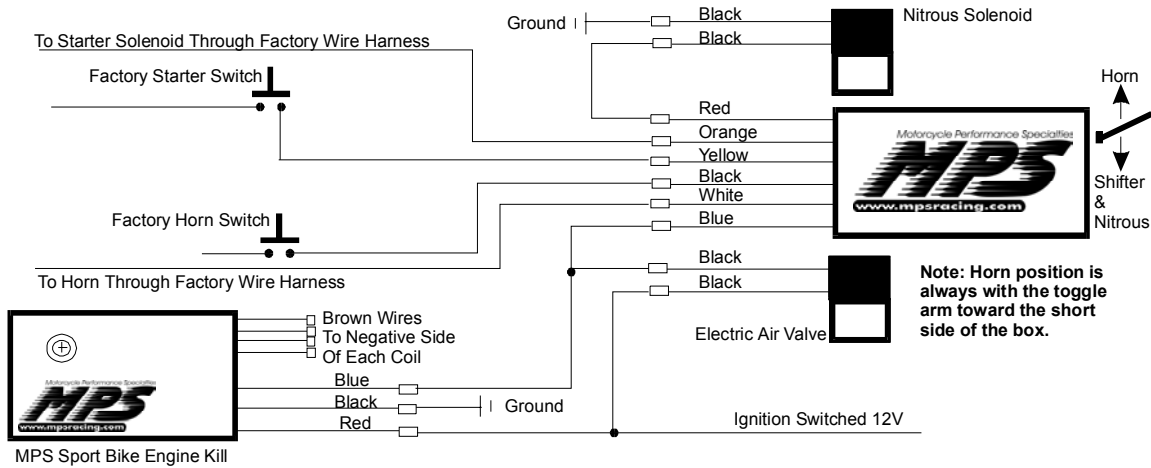 Ground
Black
Nitrous Solenoid
Black
To Starter Solenoid Through Factory Wire Harness
Factory Starter Switch
Horn
Red
Orange
Yellow
Black
White
Blue
Motorcycle Performance Specialties
MPS
www.mpsracing.com
Shifter
&
Nitrous
Factory Horn Switch
To Horn Through Factory Wire Harness
Black
Black
Electric Air Valve
Note: Horn position is
always with the toggle
arm toward the short
side of the box.
Brown Wires
To Negative Side
Of Each Coil
Motorcycle Performance Specialties
MPS
www.mpsracing.com
Blue
Black
Ground
Red
Ignition Switched 12V
MPS Sport Bike Engine Kill